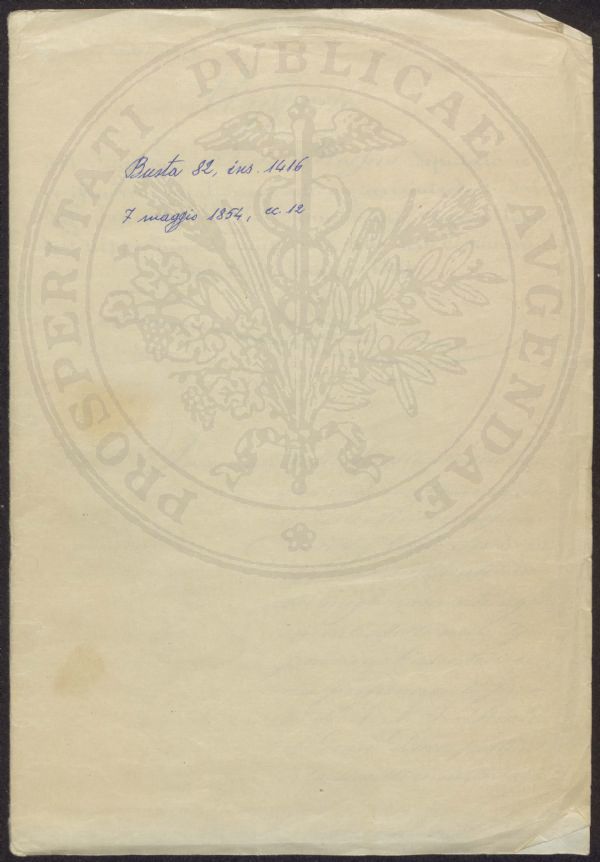 PROSPERITATI PVBLICAE AVGENDAE
Busta 82, ins. 1416
7 maggio 1854, cc. 12